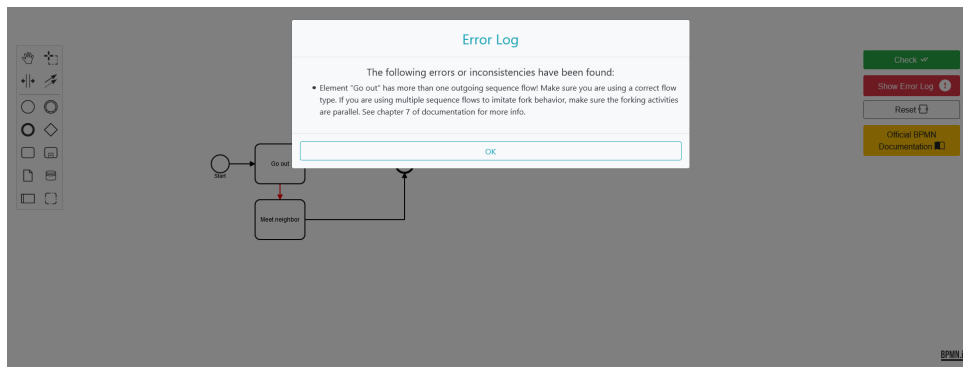 Error Log
The following errors or inconsistencies have been found:
• Element "Go out" has more than one outgoing sequence flow! Make sure you are using a correct flow
type. If you are using multiple sequence flows to imitate fork behavior, make sure the forking activities
are parallel. See chapter 7 of documentation for more info.
OK
Check
Show Error Log
Reset
Official BPMN
Documentation
Start
Go out
Meet neighbor